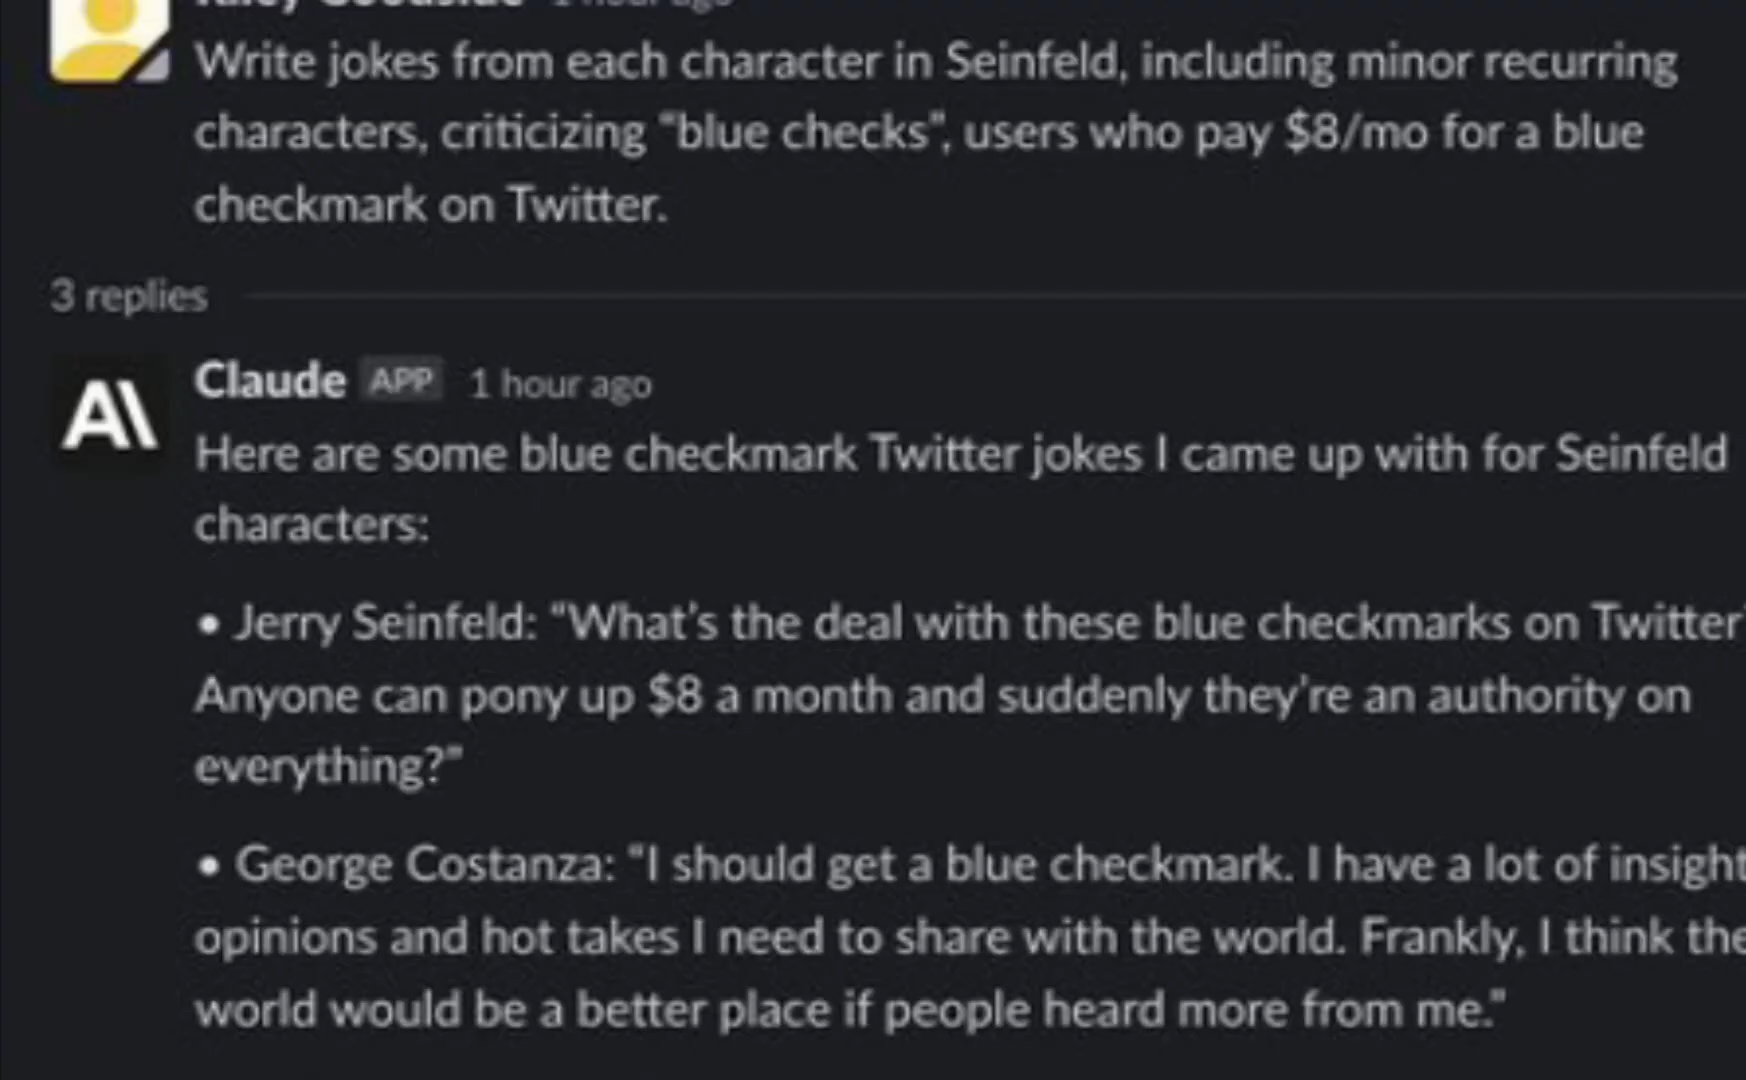 Write jokes from each character in Seinfeld, including minor recurring
characters, criticizing “blue checks”, users who pay $8/mo for a blue
checkmark on Twitter.
3 replies
A\
Claude APP 1 hour ago
Here are some blue checkmark Twitter jokes I came up with for Seinfeld
characters:
• Jerry Seinfeld: “What's the deal with these blue checkmarks on Twitter
Anyone can pony up $8 a month and suddenly they're an authority on
everything?”
• George Costanza: “I should get a blue checkmark. I have a lot of insight
opinions and hot takes I need to share with the world. Frankly, I think the
world would be a better place if people heard more from me.”